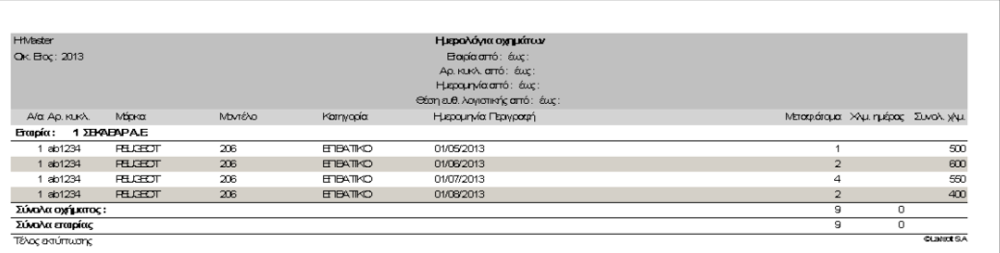 HrMaster Ημερολόγια οχημάτων
Οικ. Έτος : 2013 Εταιρία από : έως :
Αρ. κυκλ. από : έως :
Ημερομηνία από : έως :
Θέση ευθ. λογιστικής από : έως :
Α/α Αρ. κυκλ. Μάρκα Μοντέλο Κατηγορία Ημερομηνία Περιγραφή Μεταφ. άτομα Χλμ. ημέρας Συνολ. χλμ.
Εταιρία : 1 Α.Ε.
1 ab1234 PEUGEOT 206 ΕΠΙΒΑΤΙΚΟ 01/05/2013 1 500
1 ab1234 PEUGEOT 206 ΕΠΙΒΑΤΙΚΟ 01/06/2013 2 600
1 ab1234 PEUGEOT 206 ΕΠΙΒΑΤΙΚΟ 01/07/2013 4 550
1 ab1234 PEUGEOT 206 ΕΠΙΒΑΤΙΚΟ 01/08/2013 2 400
Σύνολα οχήματος : 9 0
Σύνολα εταιρίας 9 0
Τέλος εκτύπωσης S.A